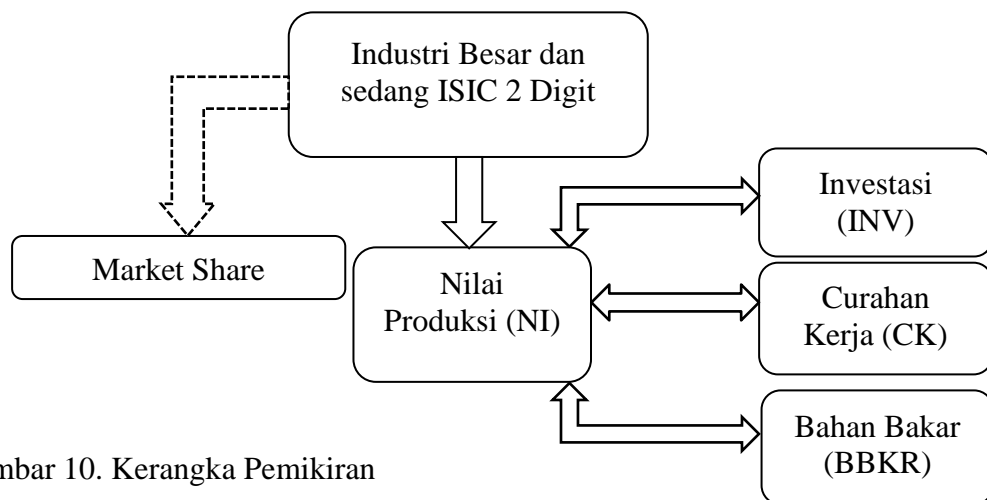 Industri Besar dan
sedang ISIC 2 Digit
Investasi
(INV)
Market Share
Nilai
Produksi (NI)
Curahan
Kerja (CK)
Bahan Bakar
(BBKR)
mbar 10. Kerangka Pemikiran